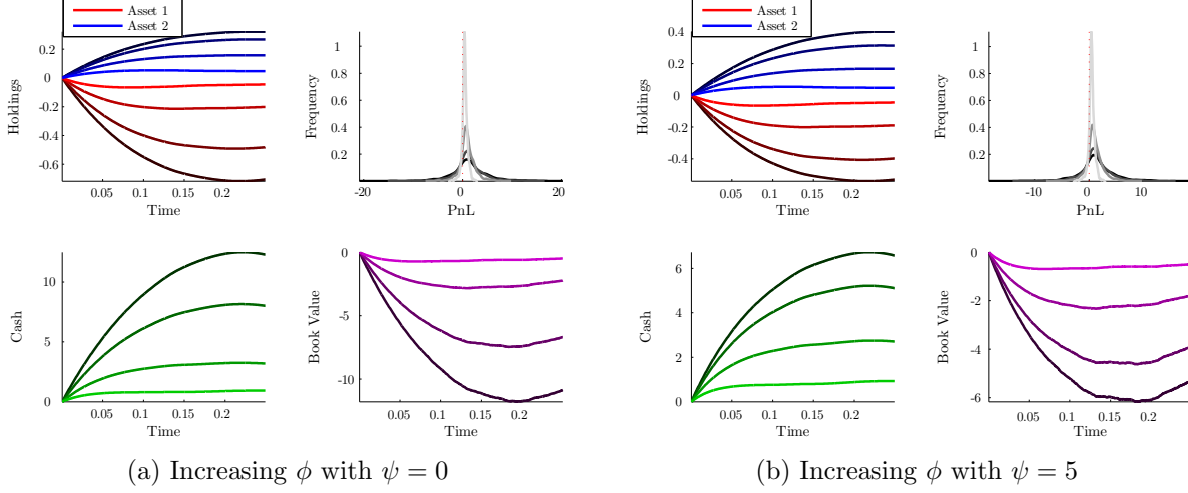 Asset 1
Asset 2
Holdings
0.2
0
-0.2
-0.4
-0.6
0.05 0.1 0.15 0.2
Time
Frequency
1
0.8
0.6
0.4
0.2
-20 0 20
PnL
Cash
10
5
0
0.05 0.1 0.15 0.2
Time
Book Value
0
-5
-10
0.05 0.1 0.15 0.2
Time
(a) Increasing ϕ with ψ = 0
Asset 1
Asset 2
Holdings
0.4
0.2
0
-0.2
-0.4
0.05 0.1 0.15 0.2
Time
Frequency
1
0.8
0.6
0.4
0.2
-10 0 10
PnL
Cash
6
4
2
0
0.05 0.1 0.15 0.2
Time
Book Value
0
-2
-4
-6
0.05 0.1 0.15 0.2
Time
(b) Increasing ϕ with ψ = 5